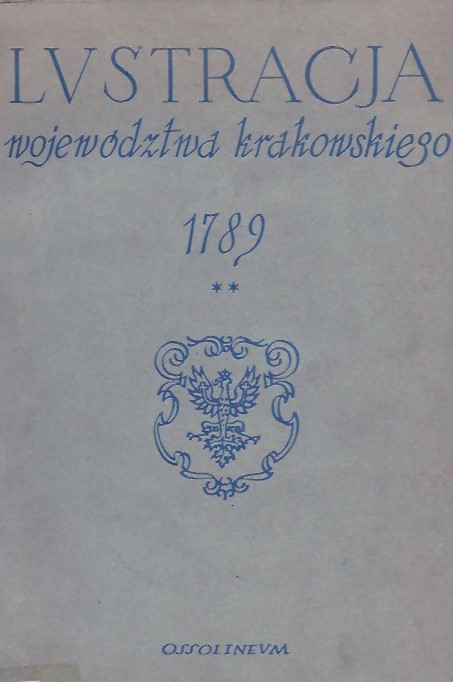 LVSTRACJA
województwa krakowskiego
1789
**
OSSOLINEVM